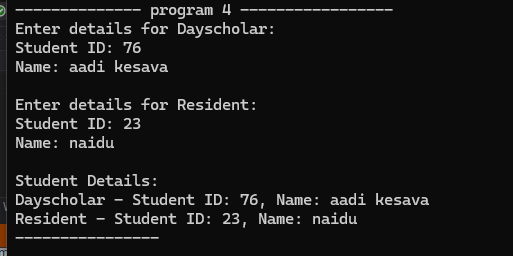 -------------- program 4 -----------------
Enter details for Dayscholar:
Student ID: 76
Name: aadi kesava

Enter details for Resident:
Student ID: 23
Name: naidu

Student Details:
Dayscholar - Student ID: 76, Name: aadi kesava
Resident - Student ID: 23, Name: naidu
----------------